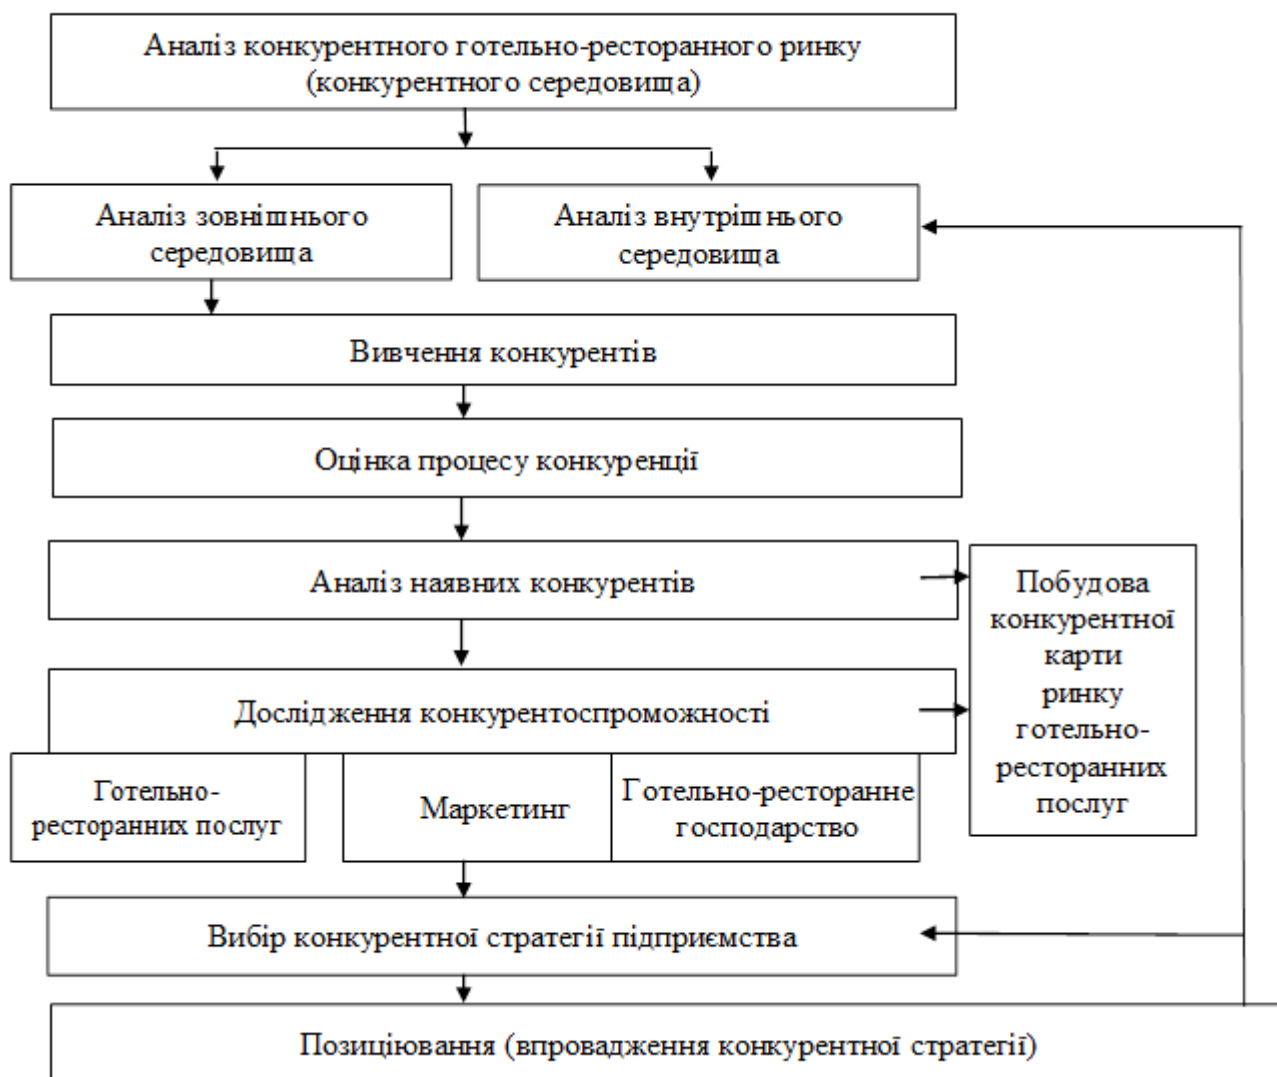 Аналіз конкурентного готельно-ресторанного ринку
(конкурентного середовища)
Аналіз зовнішнього
середовища
Аналіз внутрішнього
середовища
Вивчення конкурентів
Оцінка процесу конкуренції
Аналіз наявних конкурентів
Побудова
конкурентної
карти
ринку
готельно-
ресторанних
послуг
Дослідження конкурентоспроможності
Готельно-
ресторанних послуг
Маркетинг
Готельно-ресторанне
господарство
Вибір конкурентної стратегії підприємства
Позиціювання (впровадження конкурентної стратегії)